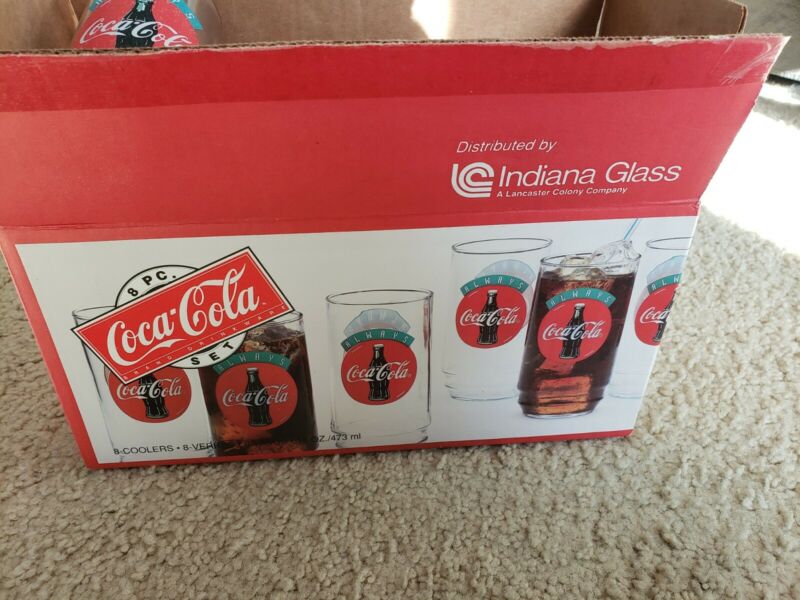 Coca-Cola
Distributed by
Indiana Glass
A Lancaster Colony Company
8 PC.
Coca-Cola
BRAND DRINKWARE
SET
ALWAYS
Coca-Cola
ALWAYS
Coca-Cola
ALWAYS
Coca-Cola
ALWAYS
Coca-Cola
ALWAYS
Coca-Cola
Coca-Cola
8-COOLERS • 8-VER
OZ./473 ml